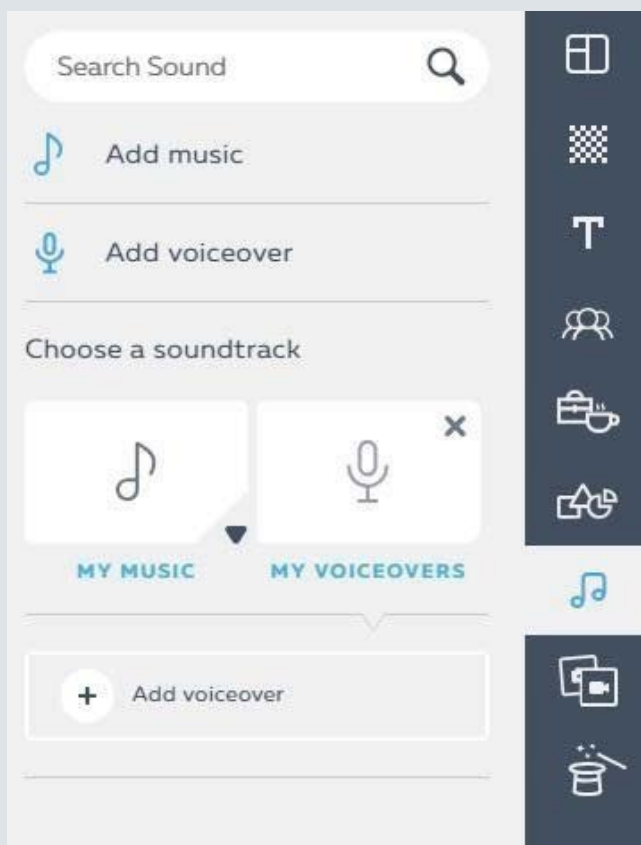 Search Sound
Add music
Add voiceover
Choose a soundtrack
MY MUSIC MY VOICEOVERS
+ Add voiceover